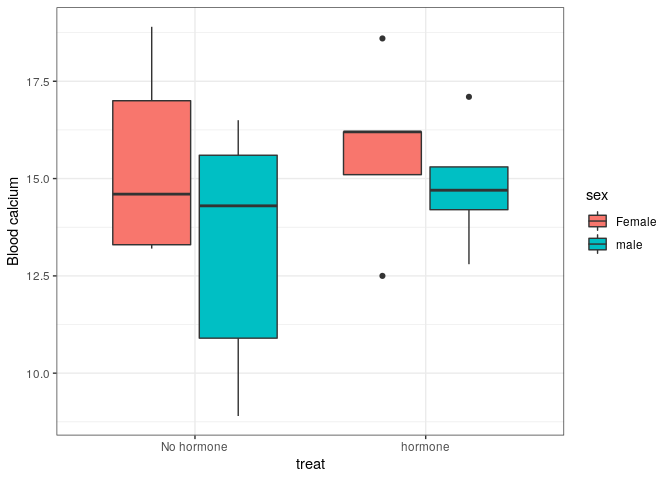 Blood calcium
17.5
15.0
12.5
10.0
No hormone
hormone
treat
sex
Female
male